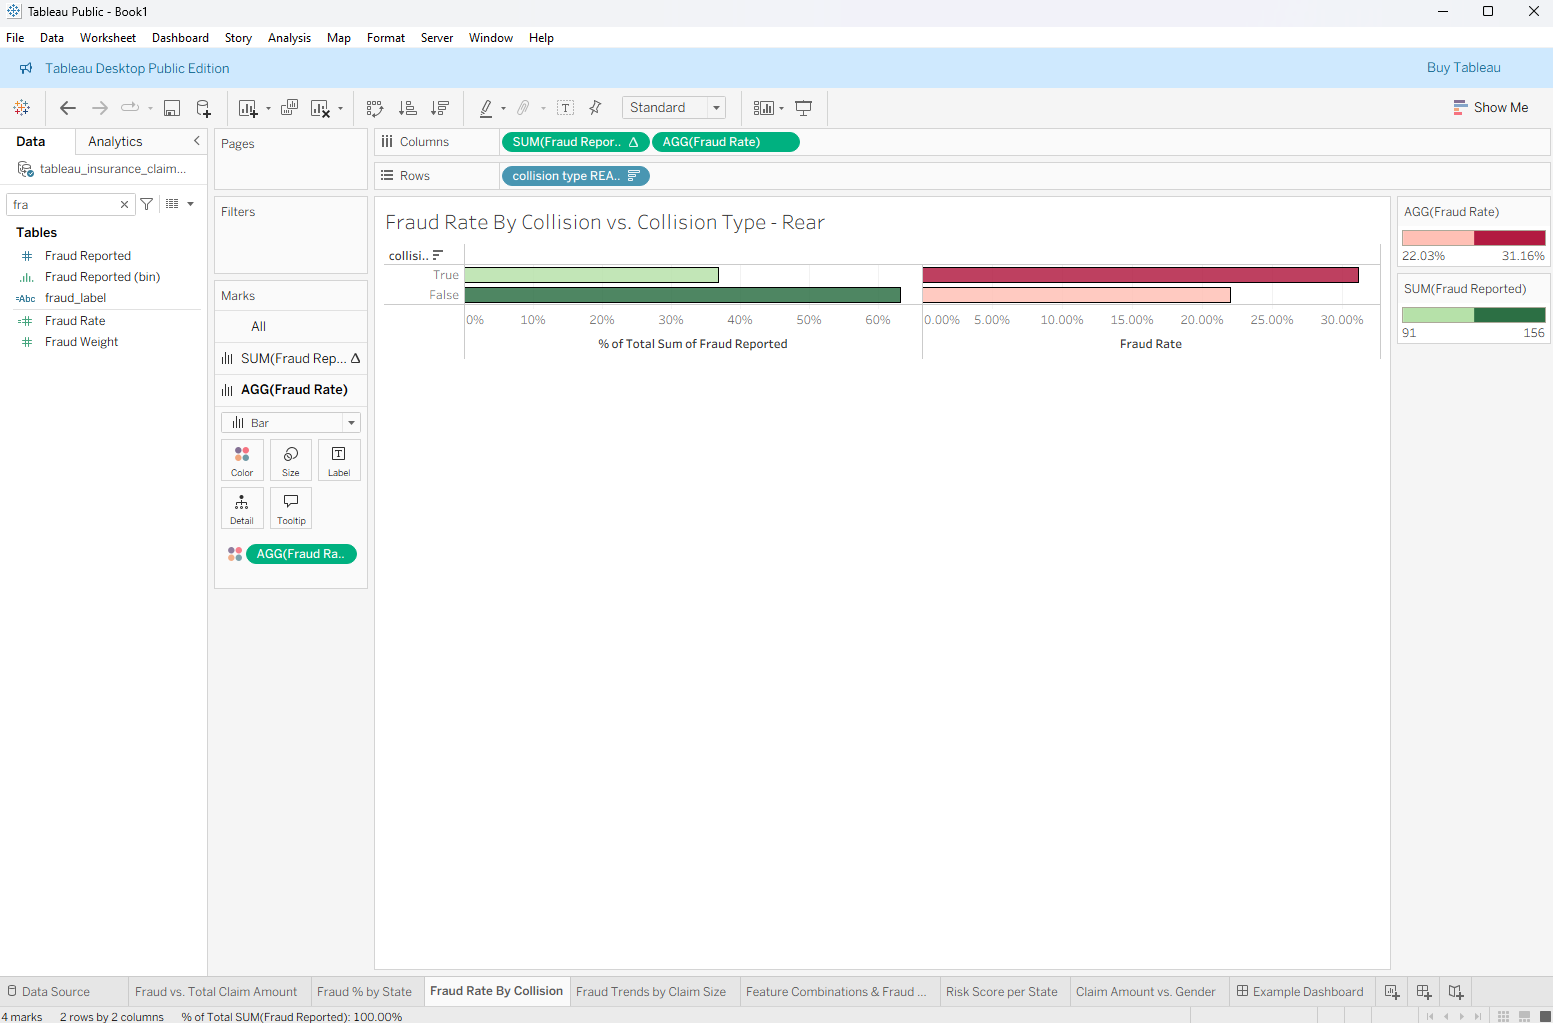 Tableau Public - Book1
File Data Worksheet Dashboard Story Analysis Map Format Server Window Help
Tableau Desktop Public Edition Buy Tableau
Standard Show Me
Data Analytics
tableau_insurance_claim...
fra
Tables
# Fraud Reported
Fraud Reported (bin)
=Abc fraud_label
=# Fraud Rate
# Fraud Weight
Pages
Filters
Marks
All
SUM(Fraud Rep... Δ
AGG(Fraud Rate)
Bar
Color Size Label
Detail Tooltip
AGG(Fraud Ra..
Columns SUM(Fraud Repor.. Δ AGG(Fraud Rate)
Rows collision type REA..
Fraud Rate By Collision vs. Collision Type - Rear
collisi..
True
False
0% 10% 20% 30% 40% 50% 60% 0.00% 5.00% 10.00% 15.00% 20.00% 25.00% 30.00%
% of Total Sum of Fraud Reported Fraud Rate
AGG(Fraud Rate)
22.03% 31.16%
SUM(Fraud Reported)
91 156
Data Source Fraud vs. Total Claim Amount Fraud % by State Fraud Rate By Collision Fraud Trends by Claim Size Feature Combinations & Fraud ... Risk Score per State Claim Amount vs. Gender Example Dashboard
4 marks 2 rows by 2 columns % of Total SUM(Fraud Reported): 100.00%